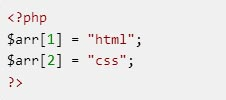 <?php
$arr[1] = "html";
$arr[2] = "css";
?>